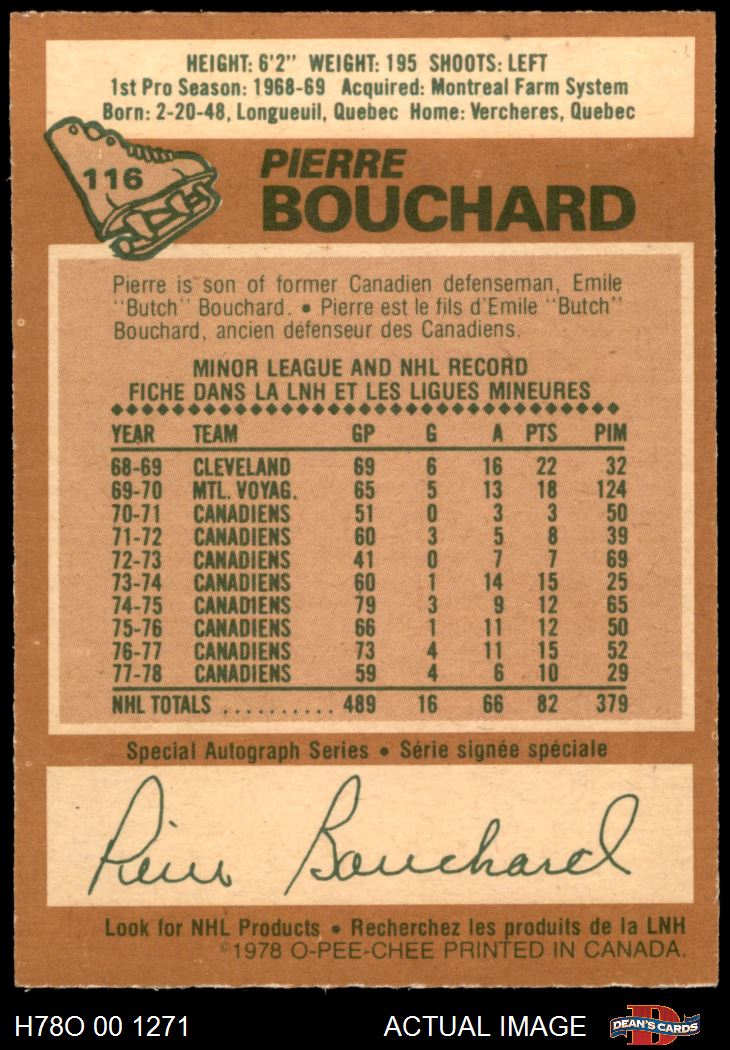 HEIGHT: 6'2" WEIGHT: 195 SHOOTS: LEFT
1st Pro Season: 1968-69 Acquired: Montreal Farm System
Born: 2-20-48, Longueuil, Quebec Home: Vercheres, Quebec
116
PIERRE
BOUCHARD
Pierre is son of former Canadien defenseman, Emile
"Butch" Bouchard. • Pierre est le fils d'Emile "Butch"
Bouchard, ancien défenseur des Canadiens.
MINOR LEAGUE AND NHL RECORD
FICHE DANS LA LNH ET LES LIGUES MINEURES
YEAR TEAM GP G A PTS PIM
68-69 CLEVELAND 69 6 16 22 32
69-70 MTL. VOYAG. 65 5 13 18 124
70-71 CANADIENS 51 0 3 3 50
71-72 CANADIENS 60 3 5 8 39
72-73 CANADIENS 41 0 7 7 69
73-74 CANADIENS 60 1 14 15 25
74-75 CANADIENS 79 3 9 12 65
75-76 CANADIENS 66 1 11 12 50
76-77 CANADIENS 73 4 11 15 52
77-78 CANADIENS 59 4 6 10 29
NHL TOTALS .......... 489 16 66 82 379
Special Autograph Series • Série signée spéciale
Pierre Bouchard
Look for NHL Products • Recherchez les produits de la LNH
©1978 O-PEE-CHEE PRINTED IN CANADA.
H78O 00 1271 ACTUAL IMAGE D DEAN'S CARDS